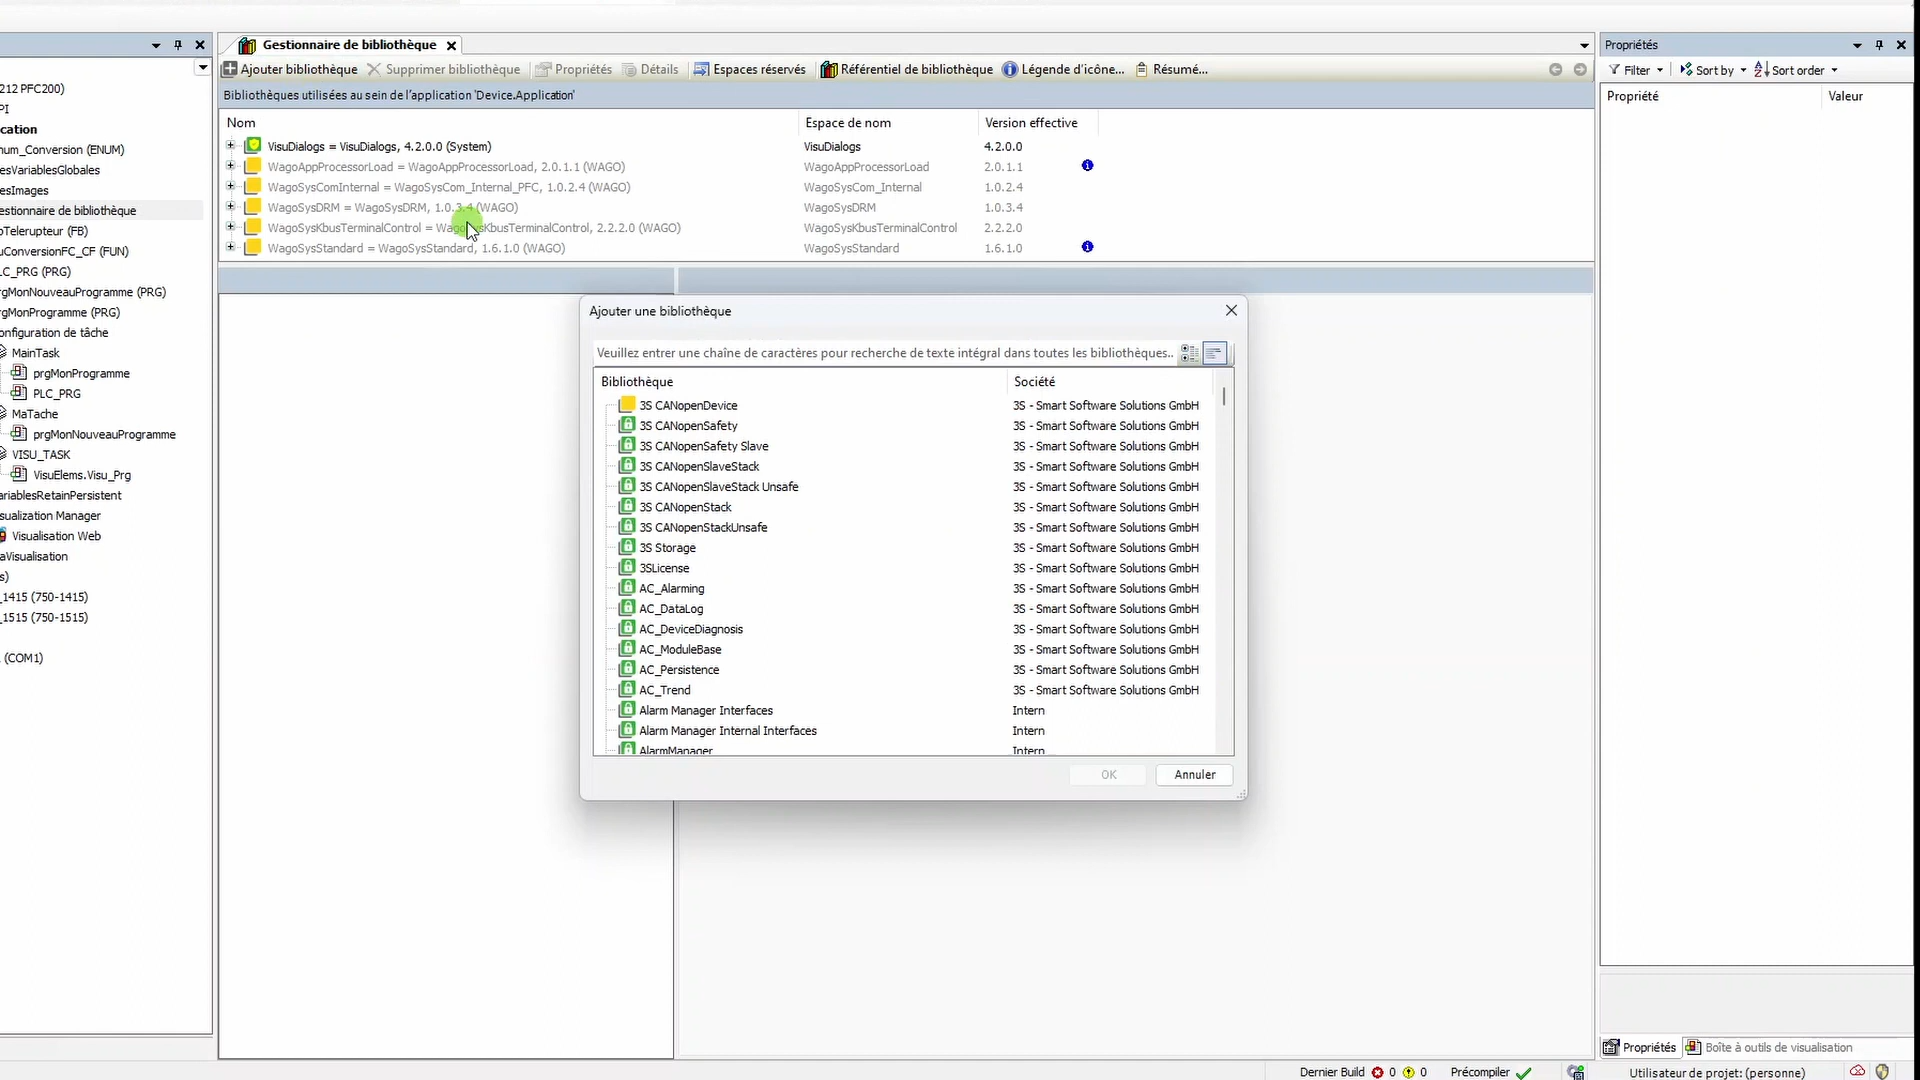 Gestionnaire de bibliothèque
Ajouter bibliothèque
Supprimer bibliothèque
Propriétés
Détails
Espaces réservés
Référentiel de bibliothèque
Légende d'icône...
Résumé...
Bibliothèques utilisées au sein de l'application 'Device.Application'
Nom Espace de nom Version effective
VisuDialogs = VisuDialogs, 4.2.0.0 (System) VisuDialogs 4.2.0.0
WagoAppProcessorLoad = WagoAppProcessorLoad, 2.0.1.1 (WAGO) WagoAppProcessorLoad 2.0.1.1
WagoSysComInternal = WagoSysCom_Internal_PFC, 1.0.2.4 (WAGO) WagoSysCom_Internal 1.0.2.4
WagoSysDRM = WagoSysDRM, 1.0.3.4 (WAGO) WagoSysDRM 1.0.3.4
WagoSysKbusTerminalControl = WagoSysKbusTerminalControl, 2.2.2.0 (WAGO) WagoSysKbusTerminalControl 2.2.2.0
WagoSysStandard = WagoSysStandard, 1.6.1.0 (WAGO) WagoSysStandard 1.6.1.0
212 PFC200)
PI
cation
num_Conversion (ENUM)
esVariablesGlobales
esImages
estionnaire de bibliothèque
oTelerupteur (FB)
uConversionFC_CF (FUN)
LC_PRG (PRG)
rgMonNouveauProgramme (PRG)
rgMonProgramme (PRG)
onfiguration de tâche
MainTask
prgMonProgramme
PLC_PRG
MaTache
prgMonNouveauProgramme
VISU_TASK
VisuElems.Visu_Prg
ariablesRetainPersistent
sualization Manager
Visualisation Web
aVisualisation
s)
_1415 (750-1415)
_1515 (750-1515)
(COM1)
Ajouter une bibliothèque
Veuillez entrer une chaîne de caractères pour recherche de texte intégral dans toutes les bibliothèques..
Bibliothèque Société
3S CANopenDevice 3S - Smart Software Solutions GmbH
3S CANopenSafety 3S - Smart Software Solutions GmbH
3S CANopenSafety Slave 3S - Smart Software Solutions GmbH
3S CANopenSlaveStack 3S - Smart Software Solutions GmbH
3S CANopenSlaveStack Unsafe 3S - Smart Software Solutions GmbH
3S CANopenStack 3S - Smart Software Solutions GmbH
3S CANopenStackUnsafe 3S - Smart Software Solutions GmbH
3S Storage 3S - Smart Software Solutions GmbH
3SLicense 3S - Smart Software Solutions GmbH
AC_Alarming 3S - Smart Software Solutions GmbH
AC_DataLog 3S - Smart Software Solutions GmbH
AC_DeviceDiagnosis 3S - Smart Software Solutions GmbH
AC_ModuleBase 3S - Smart Software Solutions GmbH
AC_Persistence 3S - Smart Software Solutions GmbH
AC_Trend 3S - Smart Software Solutions GmbH
Alarm Manager Interfaces Intern
Alarm Manager Internal Interfaces Intern
AlarmManager Intern
OK Annuler
Propriétés
Filter Sort by Sort order
Propriété Valeur
Propriétés Boîte à outils de visualisation
Dernier Build 0 0 Précompiler Utilisateur de projet: (personne)